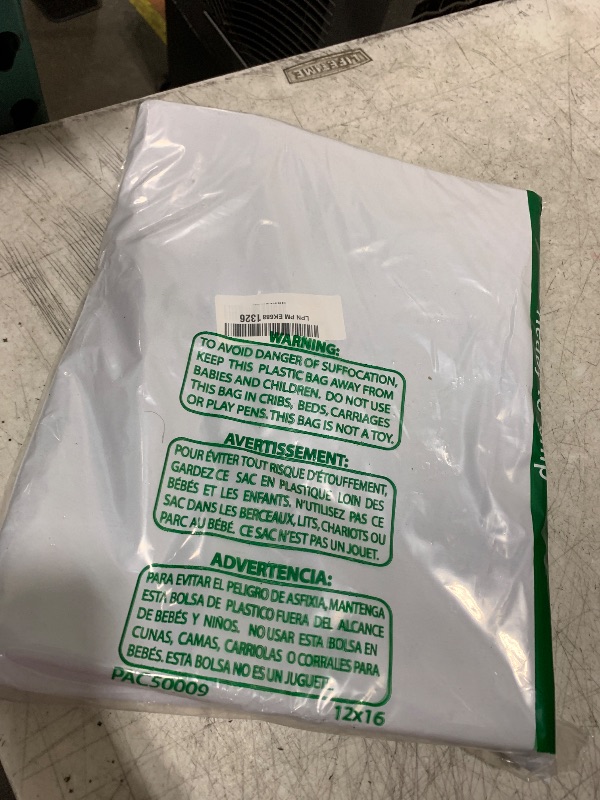 LIFETIME
LPN PM EK688 1326
WARNING:
TO AVOID DANGER OF SUFFOCATION,
KEEP THIS PLASTIC BAG AWAY FROM
BABIES AND CHILDREN. DO NOT USE
THIS BAG IN CRIBS, BEDS, CARRIAGES
OR PLAY PENS. THIS BAG IS NOT A TOY.
AVERTISSEMENT:
POUR ÉVITER TOUT RISQUE D'ÉTOUFFEMENT,
GARDEZ CE SAC EN PLASTIQUE LOIN DES
BÉBÉS ET LES ENFANTS. N'UTILISEZ PAS CE
SAC DANS LES BERCEAUX, LITS, CHARIOTS OU
PARC AU BÉBÉ. CE SAC N'EST PAS UN JOUET.
ADVERTENCIA:
PARA EVITAR EL PELIGRO DE ASFIXIA, MANTENGA
ESTA BOLSA DE PLASTICO FUERA DEL ALCANCE
DE BEBÉS Y NIÑOS. NO USAR ESTA BOLSA EN
CUNAS, CAMAS, CARRIOLAS O CORRALES PARA
BEBÉS. ESTA BOLSA NO ES UN JUGUETE.
PAC50009
12x16